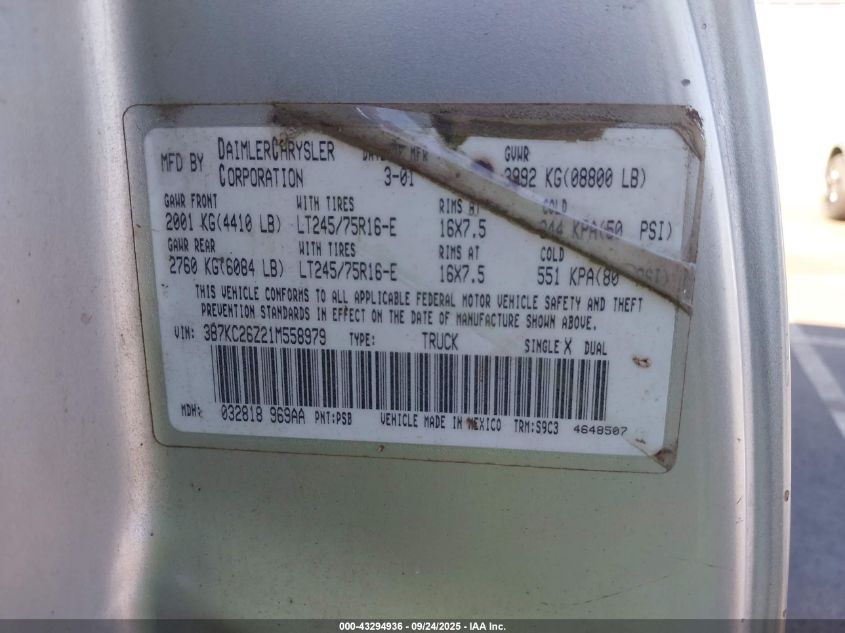 MFD BY DAIMLERCHRYSLER CORPORATION DATE OF MFR 3-01 GVWR 3992 KG(08800 LB)
GAWR FRONT WITH TIRES RIMS AT COLD
2001 KG(4410 LB) LT245/75R16-E 16X7.5 344 KPA(50 PSI)
GAWR REAR WITH TIRES RIMS AT COLD
2760 KG(6084 LB) LT245/75R16-E 16X7.5 551 KPA(80 PSI)
THIS VEHICLE CONFORMS TO ALL APPLICABLE FEDERAL MOTOR VEHICLE SAFETY AND THEFT
PREVENTION STANDARDS IN EFFECT ON THE DATE OF MANUFACTURE SHOWN ABOVE.
VIN: 3B7KC26Z21M558979 TYPE: TRUCK SINGLE X DUAL
MDH: 032818 969AA PNT:PSB VEHICLE MADE IN MEXICO TRM:S9C3 4648507
000-43294936 - 09/24/2025 - IAA Inc.